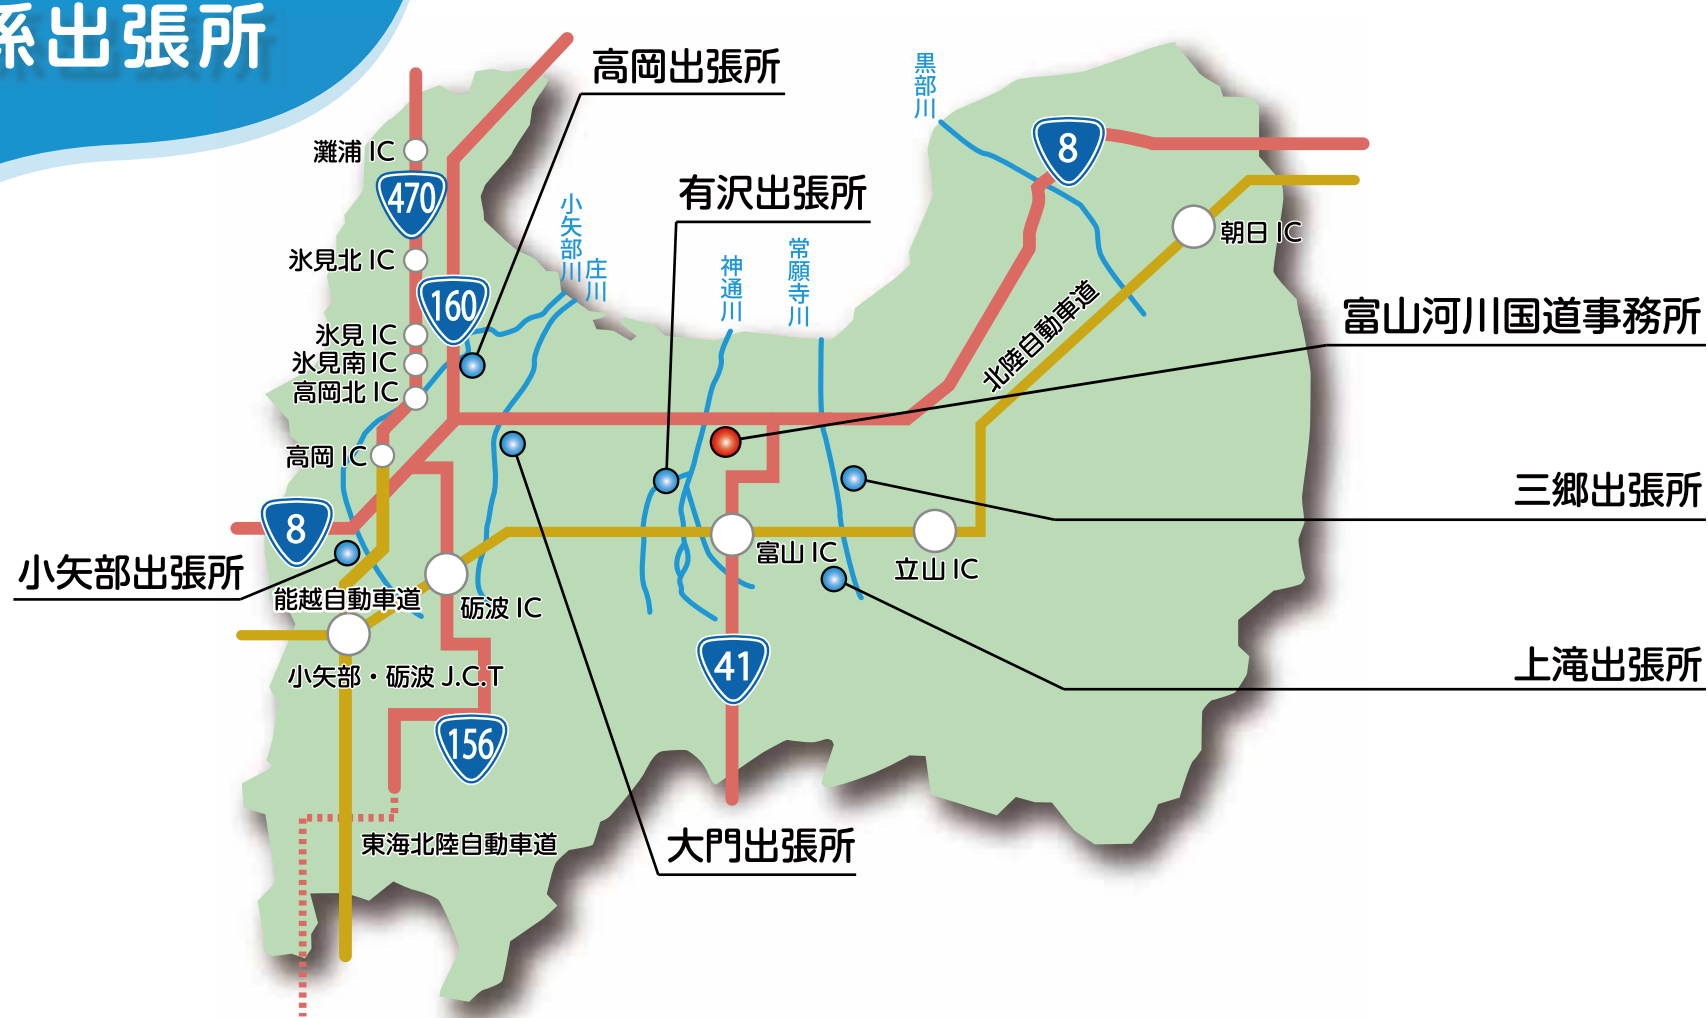 係出張所
高岡出張所
黒部川
8
灘浦 IC
470
有沢出張所
小矢部川
庄川
神通川
常願寺川
朝日 IC
氷見北 IC
160
北陸自動車道
富山河川国道事務所
氷見 IC
氷見南 IC
高岡北 IC
高岡 IC
三郷出張所
8
富山 IC
立山 IC
小矢部出張所
能越自動車道
砺波 IC
上滝出張所
41
小矢部・砺波 J.C.T
156
東海北陸自動車道
大門出張所